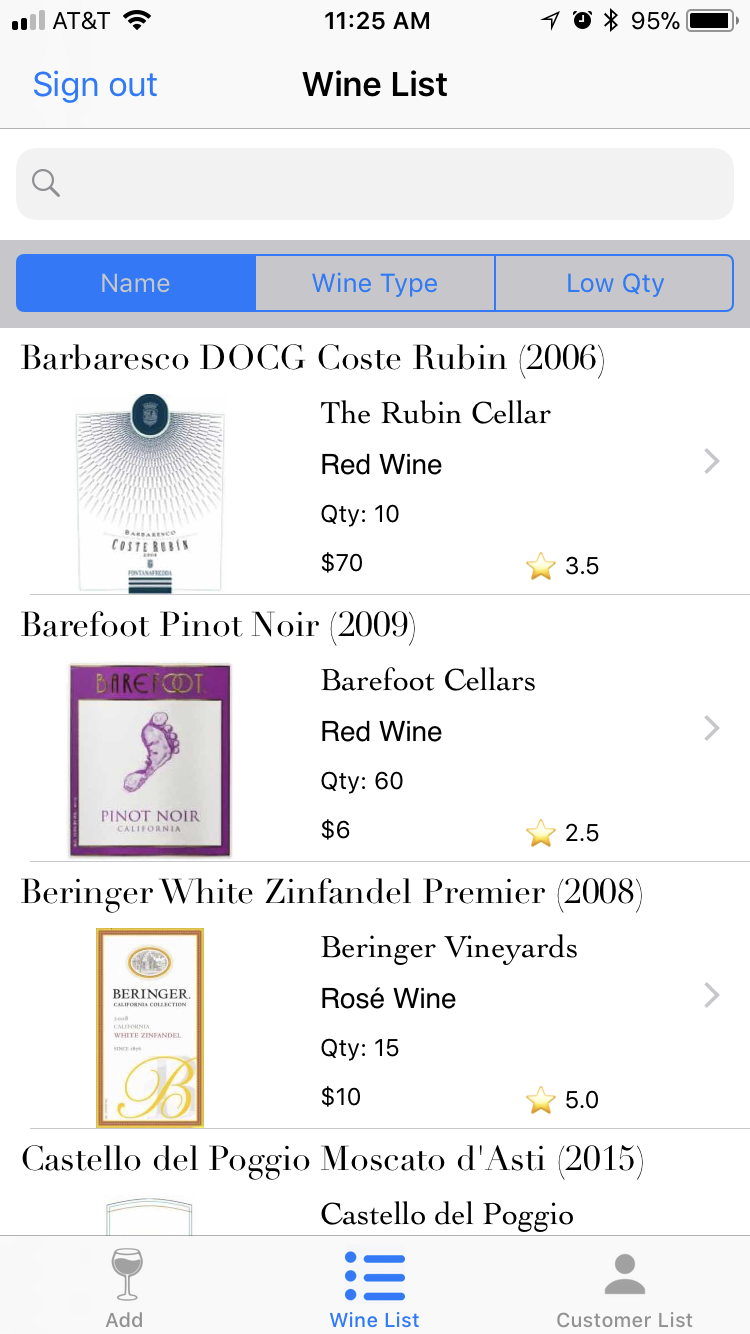 AT&T 11:25 AM 95%
Sign out Wine List
Name Wine Type Low Qty
Barbaresco DOCG Coste Rubin (2006)
The Rubin Cellar
Red Wine
Qty: 10
$70 3.5
BARBARESCO
COSTE RUBÌN
2006
FONTANAFREDDA
Barefoot Pinot Noir (2009)
BAREFOOT
PINOT NOIR
CALIFORNIA
Barefoot Cellars
Red Wine
Qty: 60
$6 2.5
Beringer White Zinfandel Premier (2008)
BERINGER.
CALIFORNIA COLLECTION
2008
CALIFORNIA
WHITE ZINFANDEL
SINCE 1876
B
Beringer Vineyards
Rosé Wine
Qty: 15
$10 5.0
Castello del Poggio Moscato d'Asti (2015)
Castello del Poggio
Add Wine List Customer List